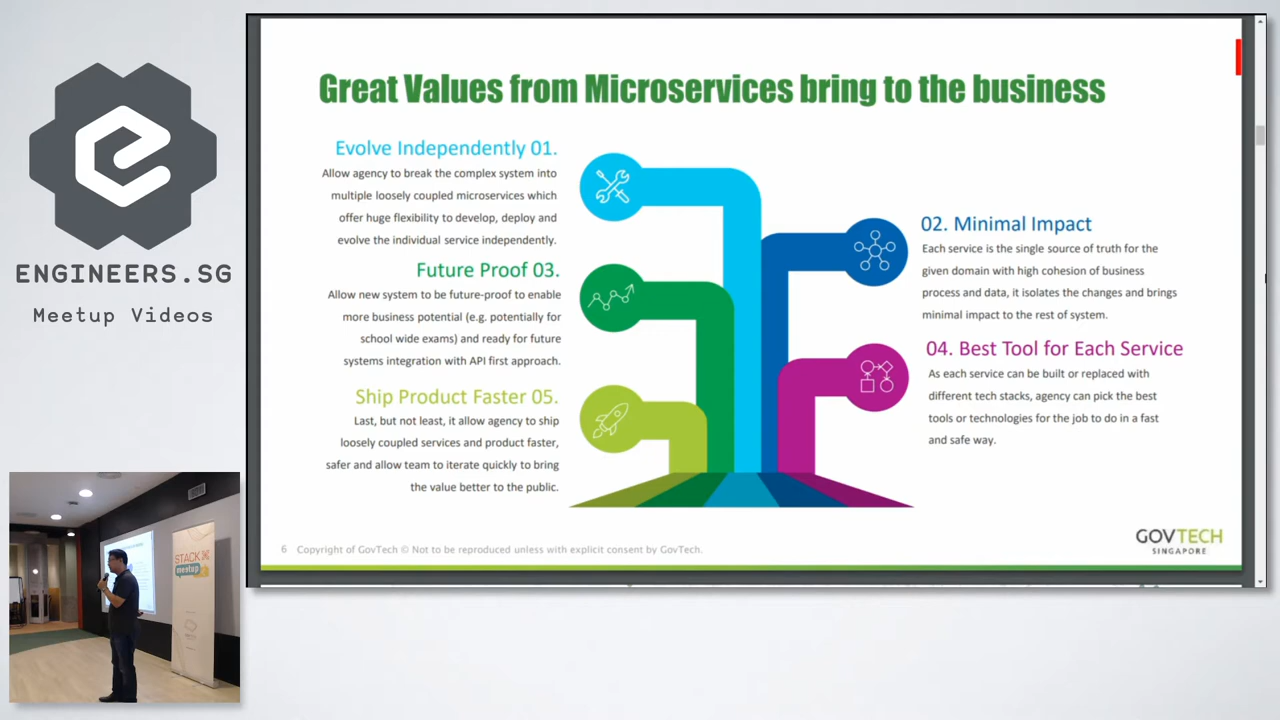 ENGINEERS.SG
Meetup Videos
Great Values from Microservices bring to the business
Evolve Independently 01.
Allow agency to break the complex system into
multiple loosely coupled microservices which
offer huge flexibility to develop, deploy and
evolve the individual service independently.
02. Minimal Impact
Each service is the single source of truth for the
given domain with high cohesion of business
process and data, it isolates the changes and brings
minimal impact to the rest of system.
Future Proof 03.
Allow new system to be future-proof to enable
more business potential (e.g. potentially for
school wide exams) and ready for future
systems integration with API first approach.
04. Best Tool for Each Service
As each service can be built or replaced with
different tech stacks, agency can pick the best
tools or technologies for the job to do in a fast
and safe way.
Ship Product Faster 05.
Last, but not least, it allow agency to ship
loosely coupled services and product faster,
safer and allow team to iterate quickly to bring
the value better to the public.
6 Copyright of GovTech © Not to be reproduced unless with explicit consent by GovTech.
GOVTECH
SINGAPORE
STACK
meetup